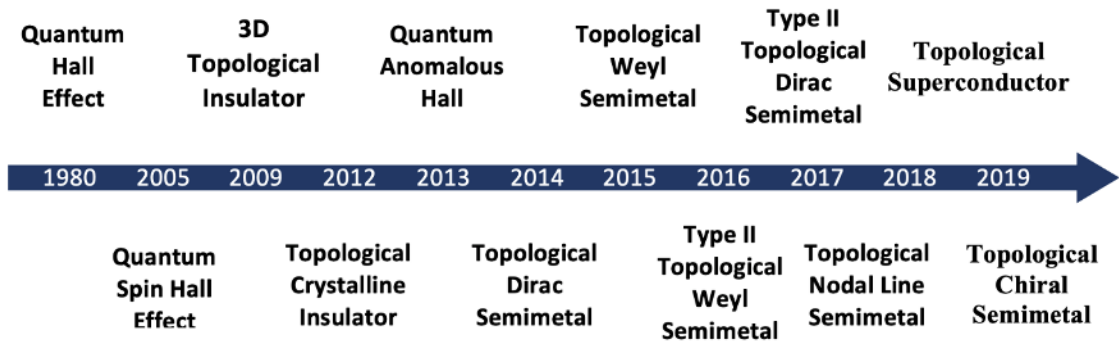 Quantum
Hall
Effect
3D
Topological
Insulator
Quantum
Anomalous
Hall
Topological
Weyl
Semimetal
Type II
Topological
Dirac
Semimetal
Topological
Superconductor
1980 2005 2009 2012 2013 2014 2015 2016 2017 2018 2019
Quantum
Spin Hall
Effect
Topological
Crystalline
Insulator
Topological
Dirac
Semimetal
Type II
Topological
Weyl
Semimetal
Topological
Nodal Line
Semimetal
Topological
Chiral
Semimetal